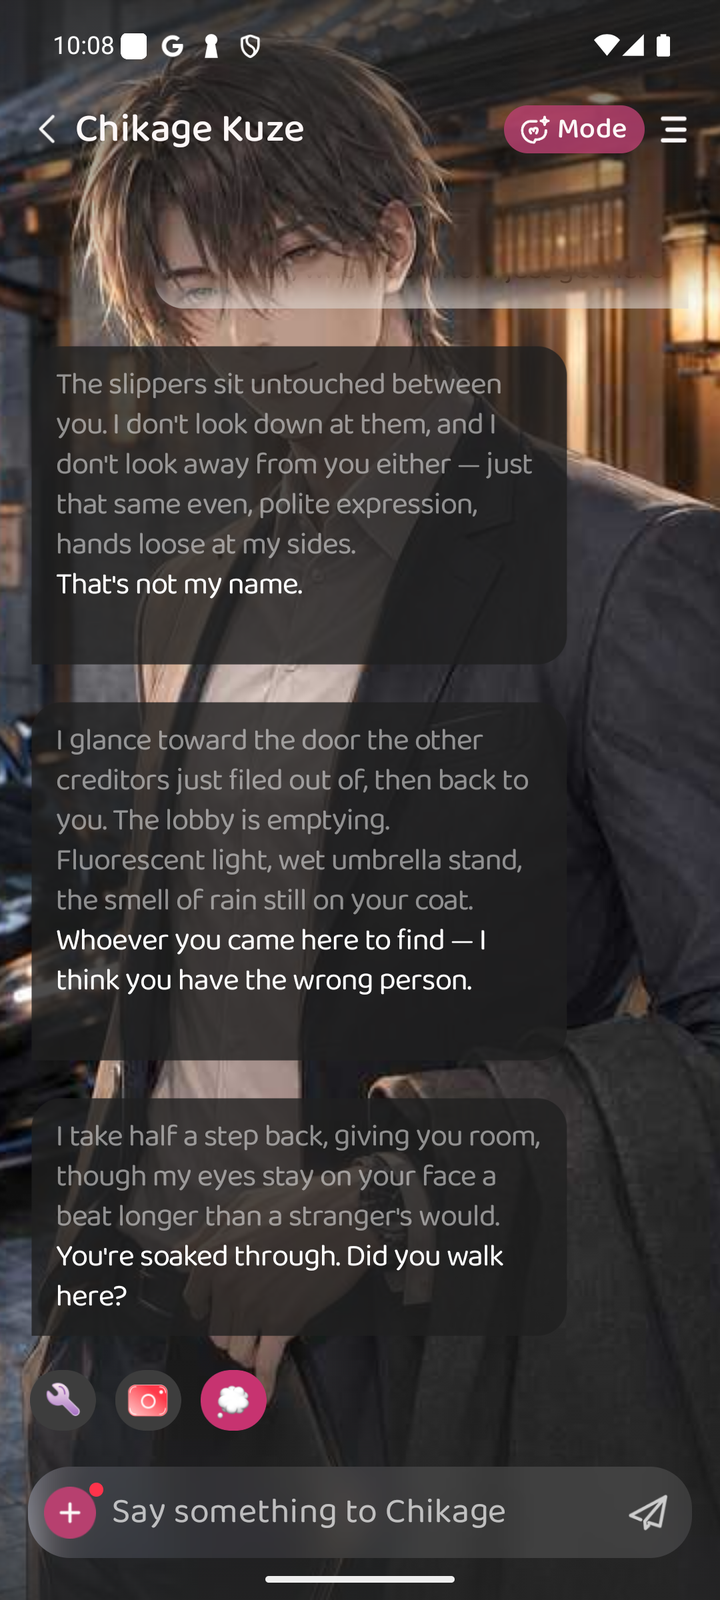 10:08
Chikage Kuze
Mode
The slippers sit untouched between
you. I don't look down at them, and I
don't look away from you either — just
that same even, polite expression,
hands loose at my sides.
That's not my name.
I glance toward the door the other
creditors just filed out of, then back to
you. The lobby is emptying.
Fluorescent light, wet umbrella stand,
the smell of rain still on your coat.
Whoever you came here to find — I
think you have the wrong person.
I take half a step back, giving you room,
though my eyes stay on your face a
beat longer than a stranger's would.
You're soaked through. Did you walk
here?
Say something to Chikage